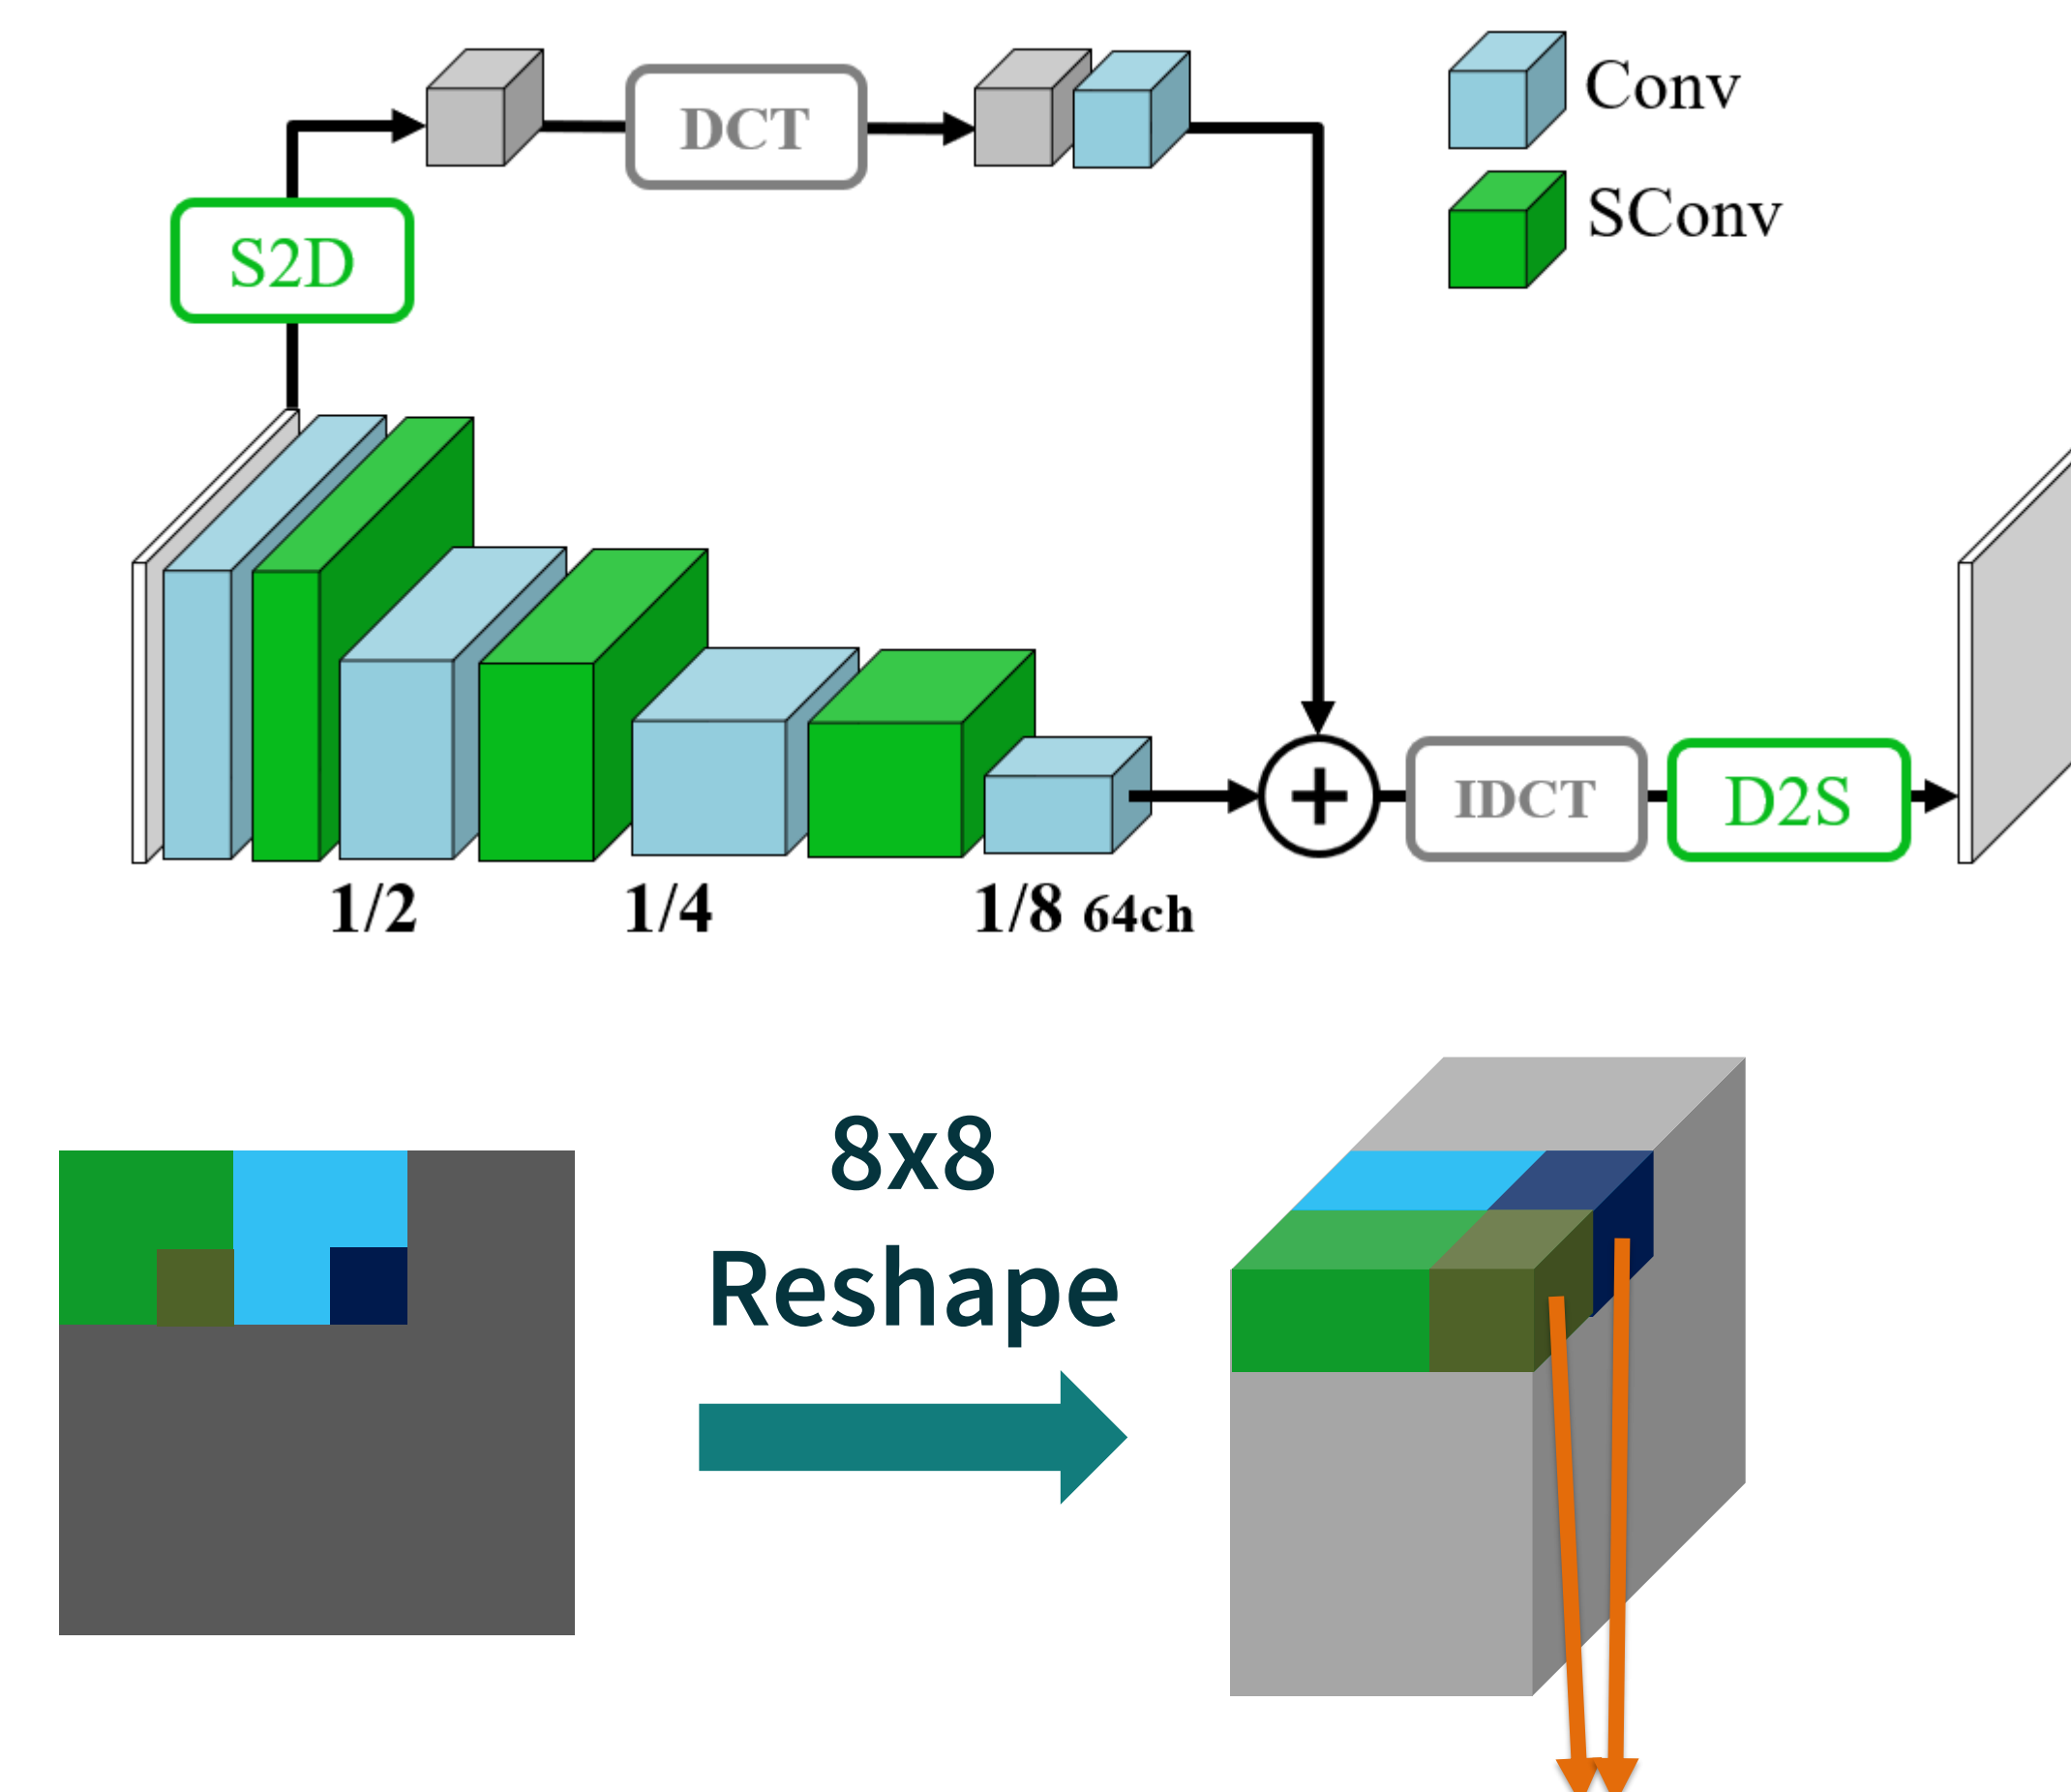 DCT
Conv
SConv
S2D
IDCT
D2S
1/2
1/4
1/8 64ch
8x8
Reshape